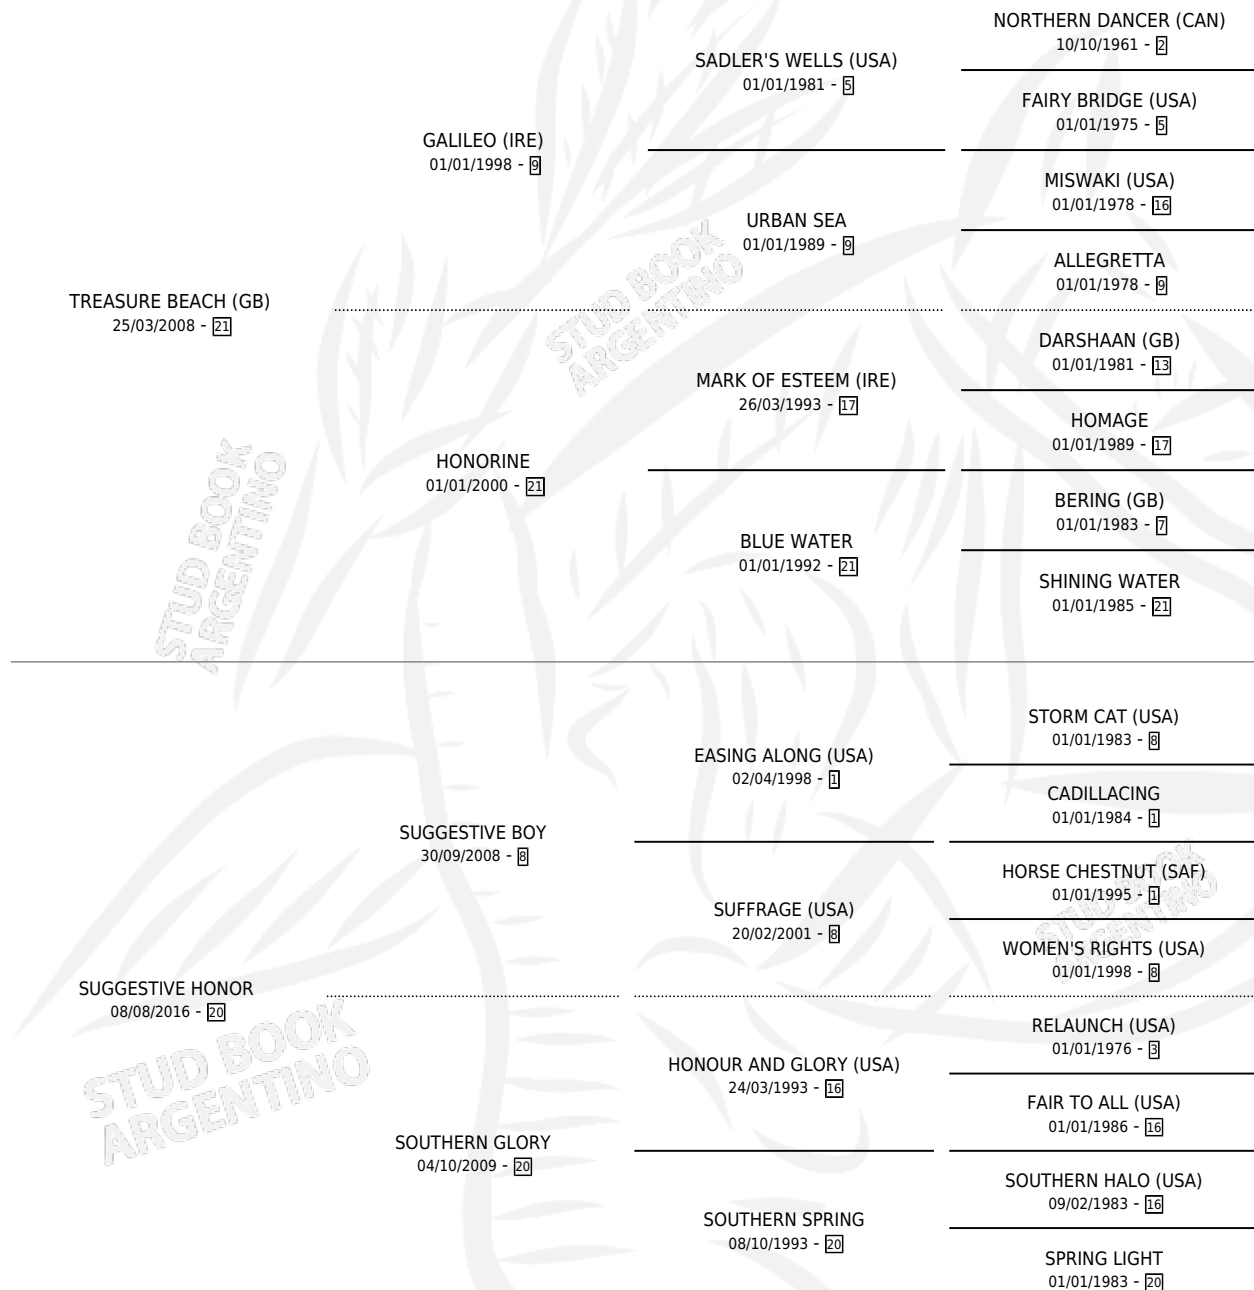 NORTHERN DANCER (CAN)
10/10/1961 - 2
SADLER'S WELLS (USA)
01/01/1981 - 5
FAIRY BRIDGE (USA)
01/01/1975 - 5
GALILEO (IRE)
01/01/1998 - 9
MISWAKI (USA)
01/01/1978 - 16
URBAN SEA
01/01/1989 - 9
ALLEGRETTA
01/01/1978 - 9
TREASURE BEACH (GB)
25/03/2008 - 21
STUD BOOK
ARGENTINO
DARSHAAN (GB)
01/01/1981 - 13
MARK OF ESTEEM (IRE)
26/03/1993 - 17
HOMAGE
01/01/1989 - 17
HONORINE
01/01/2000 - 21
BERING (GB)
01/01/1983 - 7
BLUE WATER
01/01/1992 - 21
SHINING WATER
01/01/1985 - 21
STUD BOOK
ARGENTINO
STORM CAT (USA)
01/01/1983 - 8
EASING ALONG (USA)
02/04/1998 - 1
CADILLACING
01/01/1984 - 1
SUGGESTIVE BOY
30/09/2008 - 8
HORSE CHESTNUT (SAF)
01/01/1995 - 1
SUFFRAGE (USA)
20/02/2001 - 8
WOMEN'S RIGHTS (USA)
01/01/1998 - 8
STUD BOOK
ARGENTINO
SUGGESTIVE HONOR
08/08/2016 - 20
RELAUNCH (USA)
01/01/1976 - 3
HONOUR AND GLORY (USA)
24/03/1993 - 16
FAIR TO ALL (USA)
01/01/1986 - 16
STUD BOOK
ARGENTINO
SOUTHERN GLORY
04/10/2009 - 20
SOUTHERN HALO (USA)
09/02/1983 - 16
SOUTHERN SPRING
08/10/1993 - 20
SPRING LIGHT
01/01/1983 - 20